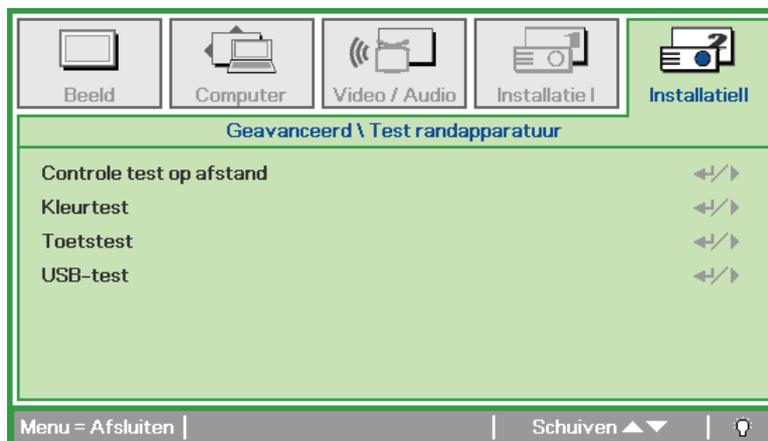 Beeld
Computer
Video / Audio
Installatie I
InstallatieII
Geavanceerd \ Test randapparatuur
Controle test op afstand
Kleurtest
Toetstest
USB-test
Menu = Afsluiten
Schuiven ▲▼